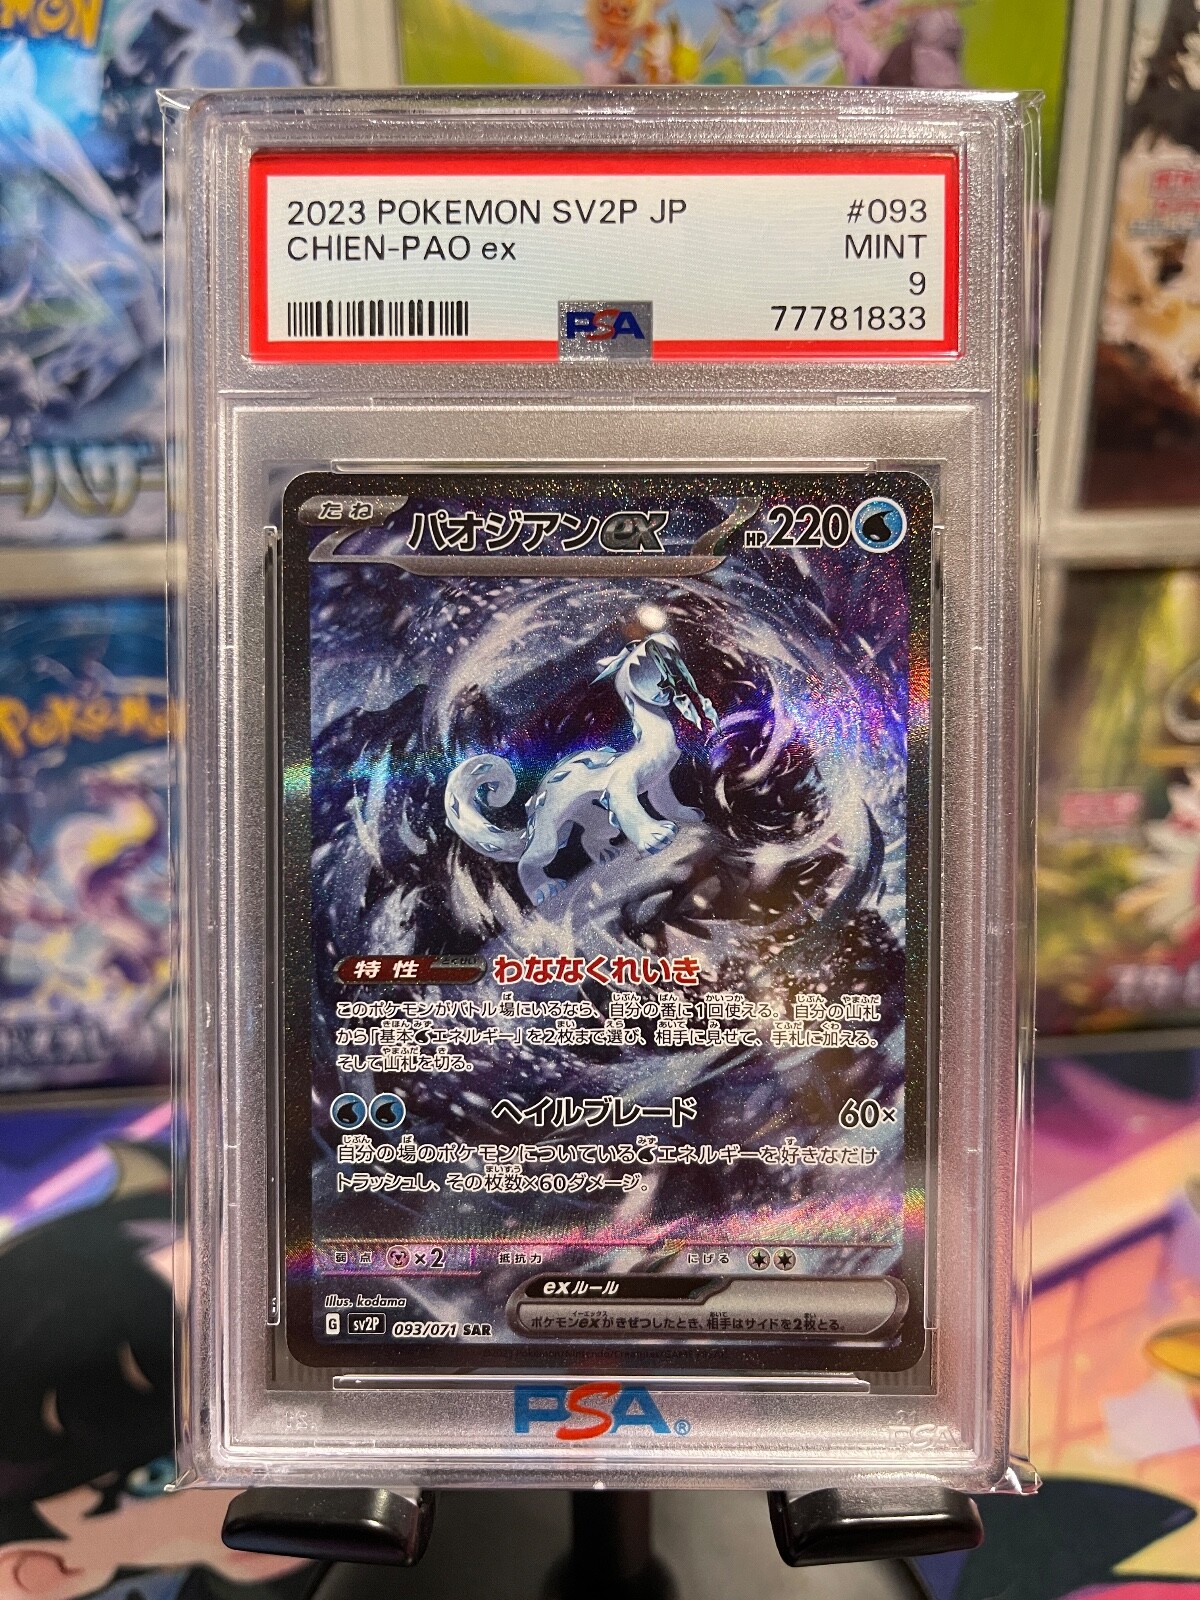 2023 POKEMON SV2P JP #093
CHIEN-PAO ex MINT
9
PSA 77781833
たね パオジアンex HP220
特性 とくせい わななくれいき
このポケモンがバトル場にいるなら、自分の番に1回使える。自分の山札
から「基本エネルギー」を2枚まで選び、相手に見せて、手札に加える。
そして山札を切る。
ヘイルブレード 60×
自分の場のポケモンについているエネルギーを好きなだけ
トラッシュし、その枚数×60ダメージ。
弱点 ×2 抵抗力 にげる
exルール
ポケモンexがきぜつしたとき、相手はサイドを2枚とる。
Illus. kodama
G sv2P 093/071 SAR
PSA®
PSA
ハザ
POKéMON